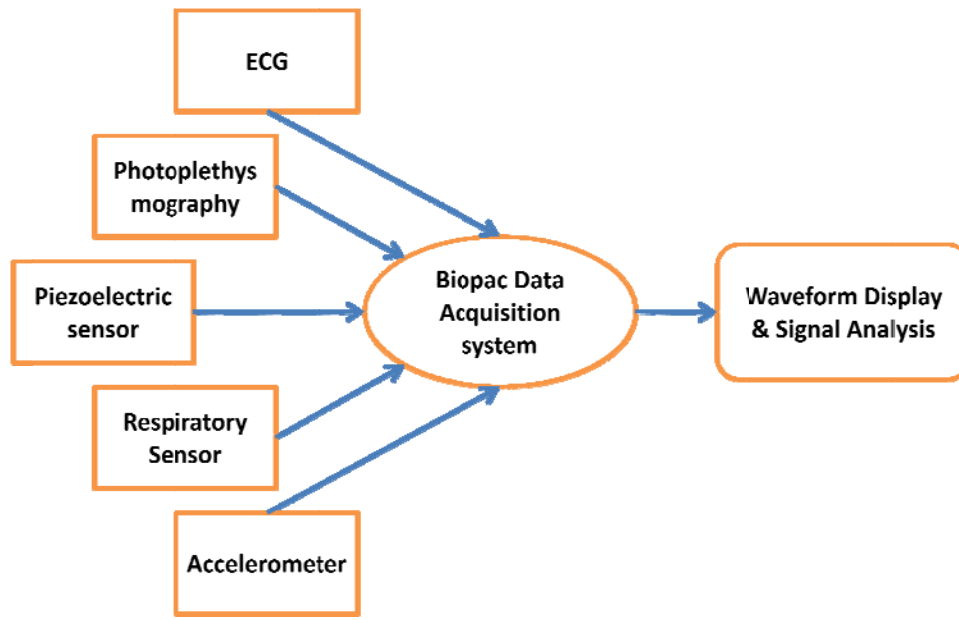 ECG
Photoplethys
mography
Piezoelectric
sensor
Respiratory
Sensor
Accelerometer
Biopac Data
Acquisition
system
Waveform Display
& Signal Analysis